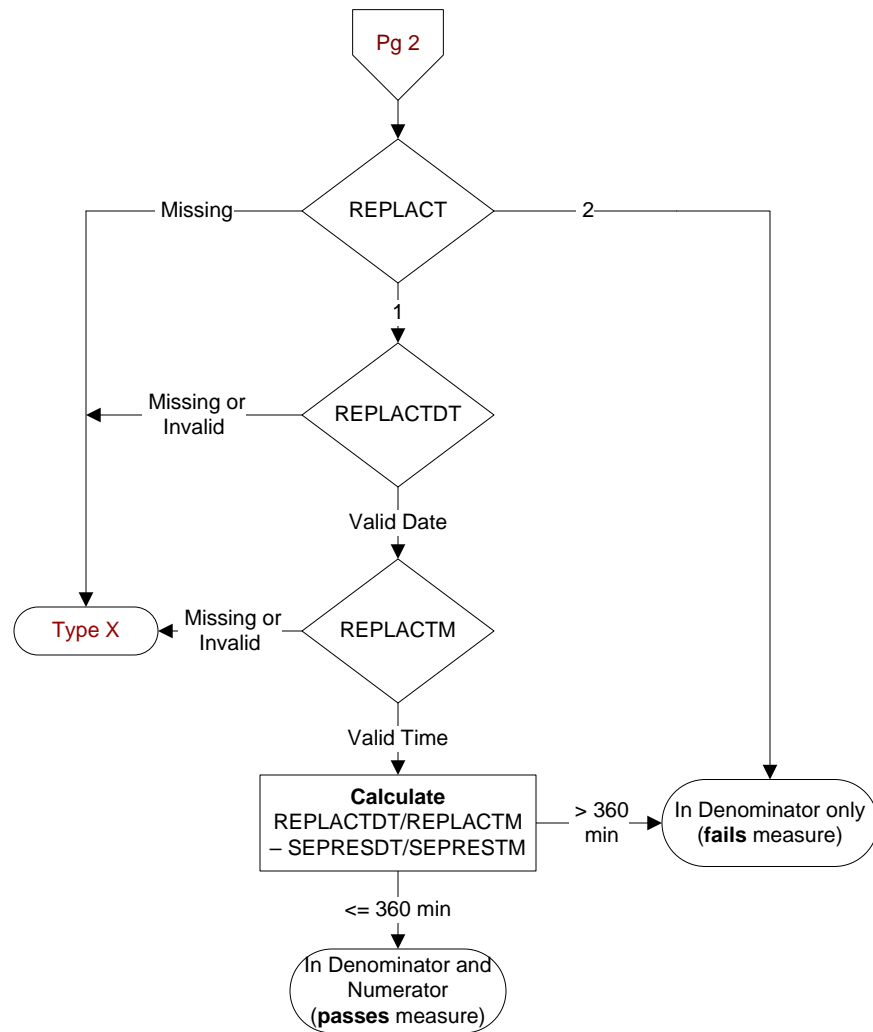 Pg 2
REPLACT
Missing
2
1
REPLACTDT
Missing or
Invalid
Valid Date
REPLACTM
Missing or
Invalid
Type X
Valid Time
Calculate
REPLACTDT/REPLACTM
– SEPRESDT/SEPRESTM
> 360
min
In Denominator only
(fails measure)
<= 360 min
In Denominator and
Numerator
(passes measure)